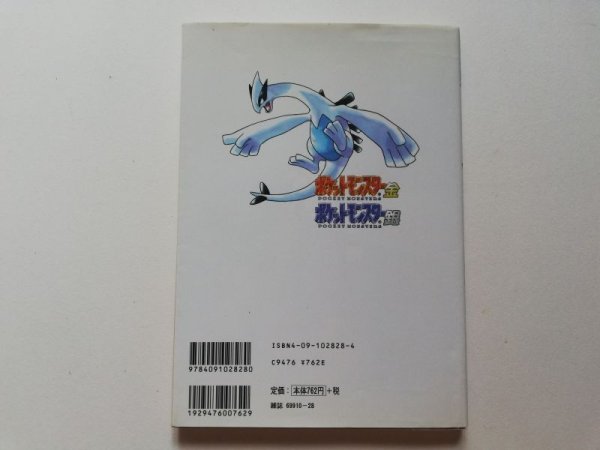 ポケットモンスター金
POCKET MONSTERS
ポケットモンスター銀
POCKET MONSTERS
ISBN4-09-102828-4
C9476 ¥762E
9784091028280
定価：本体762円+税
雑誌 69910-28
1929476007629